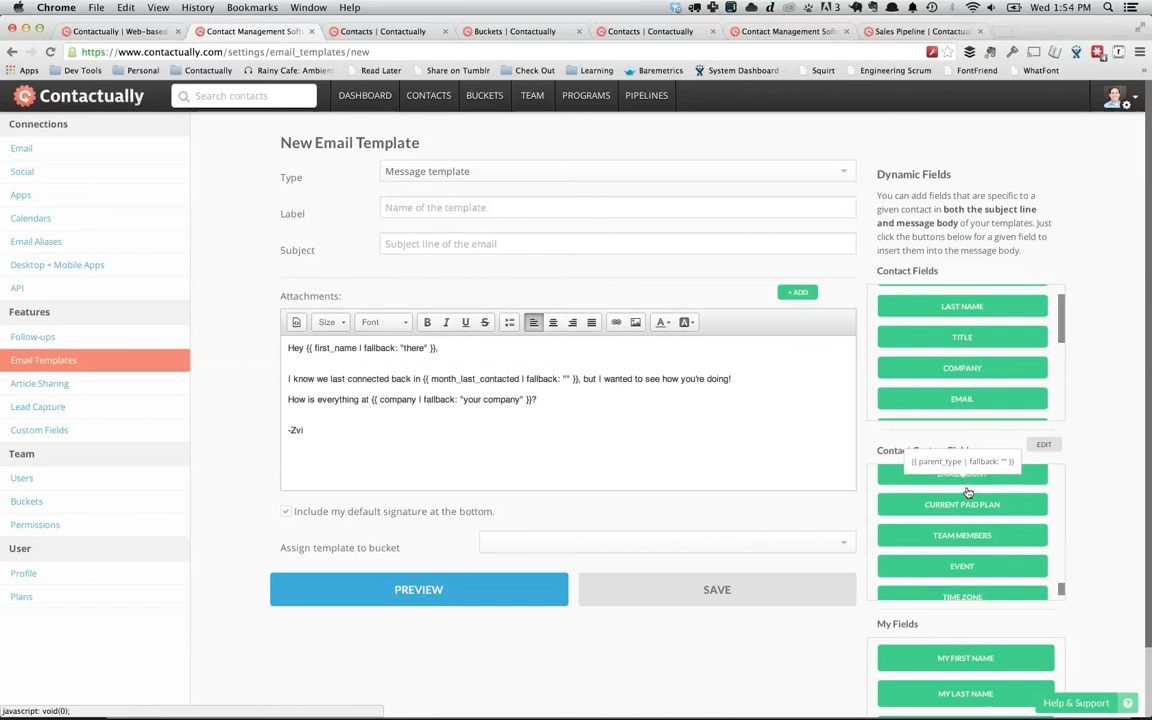 Chrome File Edit View History Bookmarks Window Help
3
Wed 1:54 PM
Contactually | Web-based
Contact Management Soft
Contacts | Contactually
Buckets | Contactually
Contacts | Contactually
Contact Management Soft
Sales Pipeline | Contactua
https://www.contactually.com/settings/email_templates/new
Apps Dev Tools Personal Contactually Rainy Cafe: Ambient Read Later Share on Tumblr Check Out Learning Baremetrics System Dashboard Squirt Engineering Scrum FontFriend WhatFont
Contactually
Search contacts
DASHBOARD CONTACTS BUCKETS TEAM PROGRAMS PIPELINES
Connections
Email
Social
Apps
Calendars
Email Aliases
Desktop + Mobile Apps
API
Features
Follow-ups
Email Templates
Article Sharing
Lead Capture
Custom Fields
Team
Users
Buckets
Permissions
User
Profile
Plans
New Email Template
Type Message template
Label Name of the template
Subject Subject line of the email
Attachments:
+ ADD
Size Font B I U S A A
Hey {{ first_name | fallback: "there" }},
I know we last connected back in {{ month_last_contacted | fallback: "" }}, but I wanted to see how you're doing!
How is everything at {{ company | fallback: "your company" }}?
-Zvi
Include my default signature at the bottom.
Assign template to bucket
PREVIEW SAVE
Dynamic Fields
You can add fields that are specific to a
given contact in both the subject line
and message body of your templates. Just
click the buttons below for a given field to
insert them into the message body.
Contact Fields
LAST NAME
TITLE
COMPANY
EMAIL
EDIT
{{ parent_type | fallback: "" }}
CURRENT PAID PLAN
TEAM MEMBERS
EVENT
TIME ZONE
My Fields
MY FIRST NAME
MY LAST NAME
Help & Support ?
javascript: void(0);